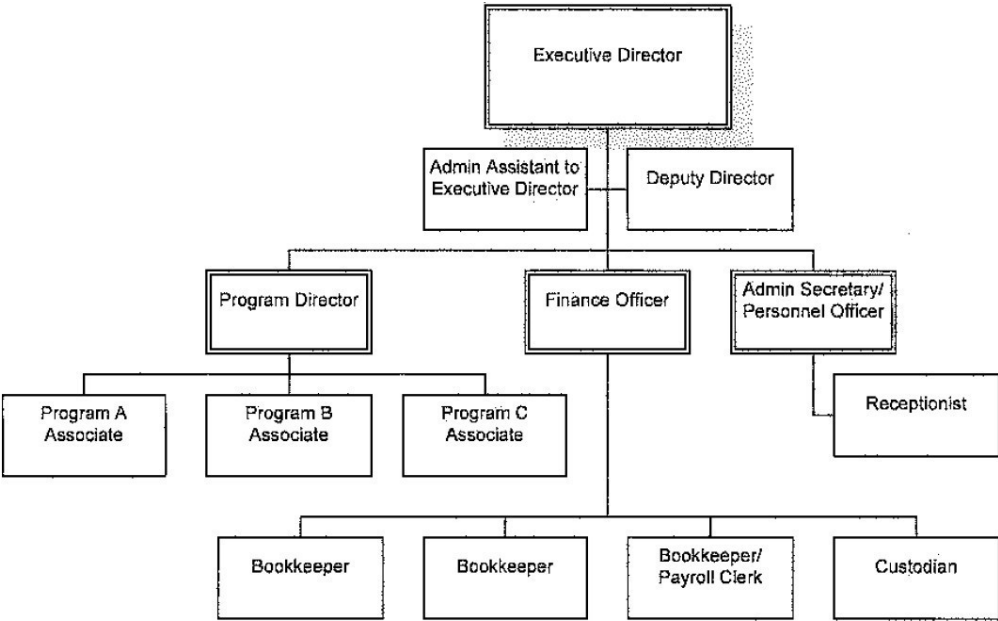 Executive Director
Admin Assistant to
Executive Director
Deputy Director
Program Director
Finance Officer
Admin Secretary/
Personnel Officer
Program A
Associate
Program B
Associate
Program C
Associate
Receptionist
Bookkeeper
Bookkeeper
Bookkeeper/
Payroll Clerk
Custodian